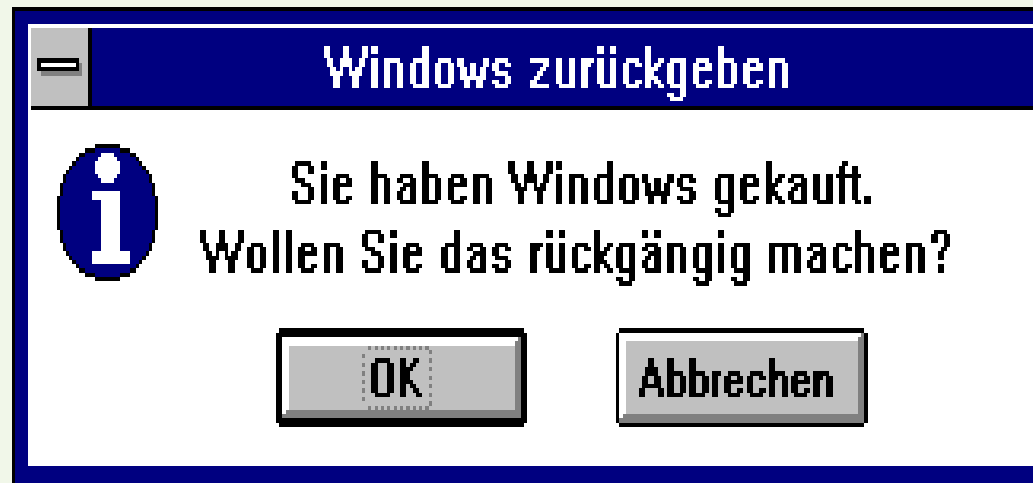 Windows zurückgeben
Sie haben Windows gekauft.
Wollen Sie das rückgängig machen?
OK
Abbrechen